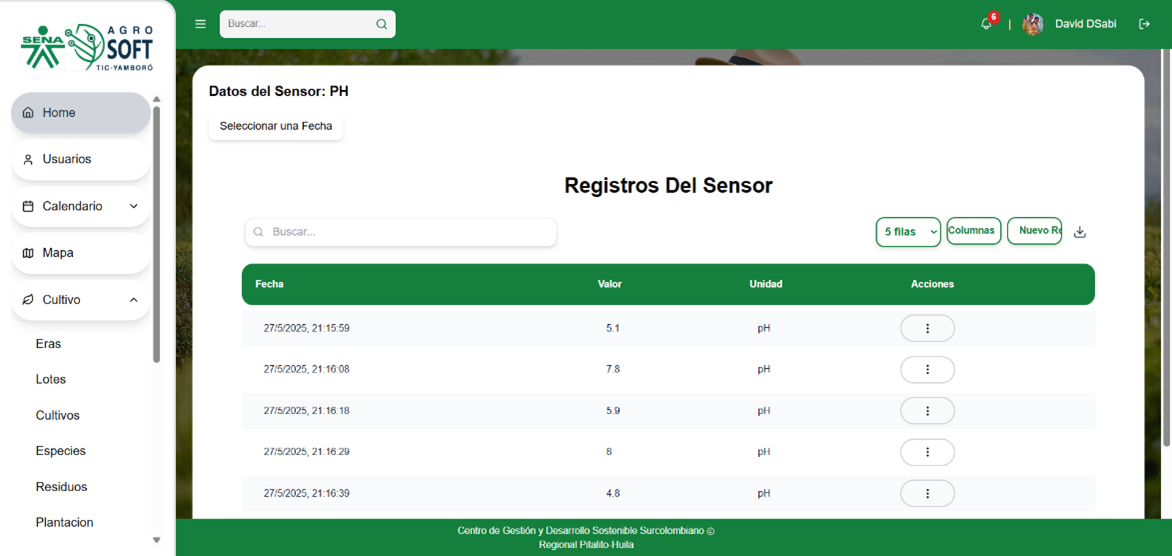 SENA
AGRO
SOFT
TIC-YAMBORÓ
Buscar...
6
|
David DSabi
Home
Usuarios
Calendario
Mapa
Cultivo
Eras
Lotes
Cultivos
Especies
Residuos
Plantacion
Datos del Sensor: PH
Seleccionar una Fecha
Registros Del Sensor
Buscar...
5 filas
Columnas
Nuevo Re
Fecha Valor Unidad Acciones
27/5/2025, 21:15:59 5.1 pH
27/5/2025, 21:16:08 7.8 pH
27/5/2025, 21:16:18 5.9 pH
27/5/2025, 21:16:29 8 pH
27/5/2025, 21:16:39 4.8 pH
Centro de Gestión y Desarrollo Sostenible Surcolombiano ©
Regional Pitalito-Huila